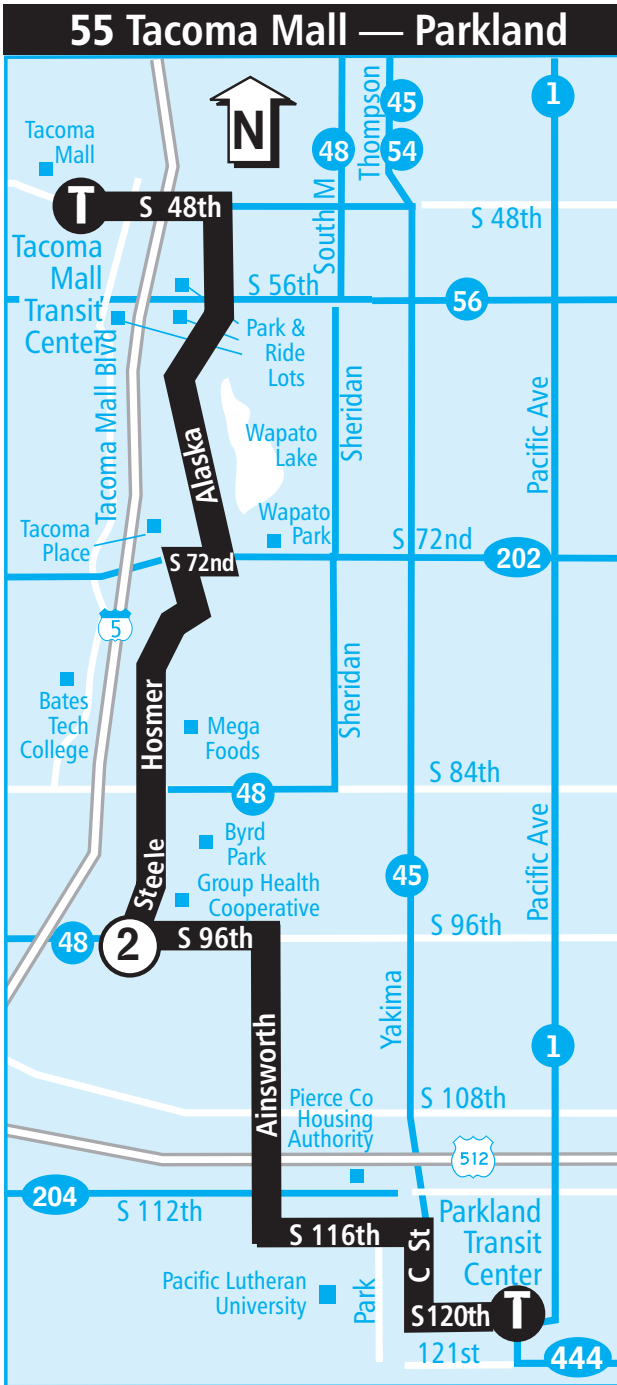 55 Tacoma Mall — Parkland
N
Tacoma
Mall
T
S 48th
Tacoma
Mall
Transit
Center
Tacoma Mall Blvd
48
South M
Thompson
45
54
1
S 48th
S 56th
56
Park &
Ride
Lots
Alaska
Wapato
Lake
Sheridan
Pacific Ave
Tacoma
Place
Wapato
Park
S 72nd
S 72nd
202
5
Bates
Tech
College
Hosmer
Mega
Foods
Sheridan
S 84th
48
Steele
Byrd
Park
Group Health
Cooperative
45
Pacific Ave
48
2
S 96th
S 96th
Ainsworth
Yakima
1
Pierce Co
Housing
Authority
S 108th
512
204
S 112th
S 116th
C St
Parkland
Transit
Center
Pacific Lutheran
University
Park
S120th
T
121st
444